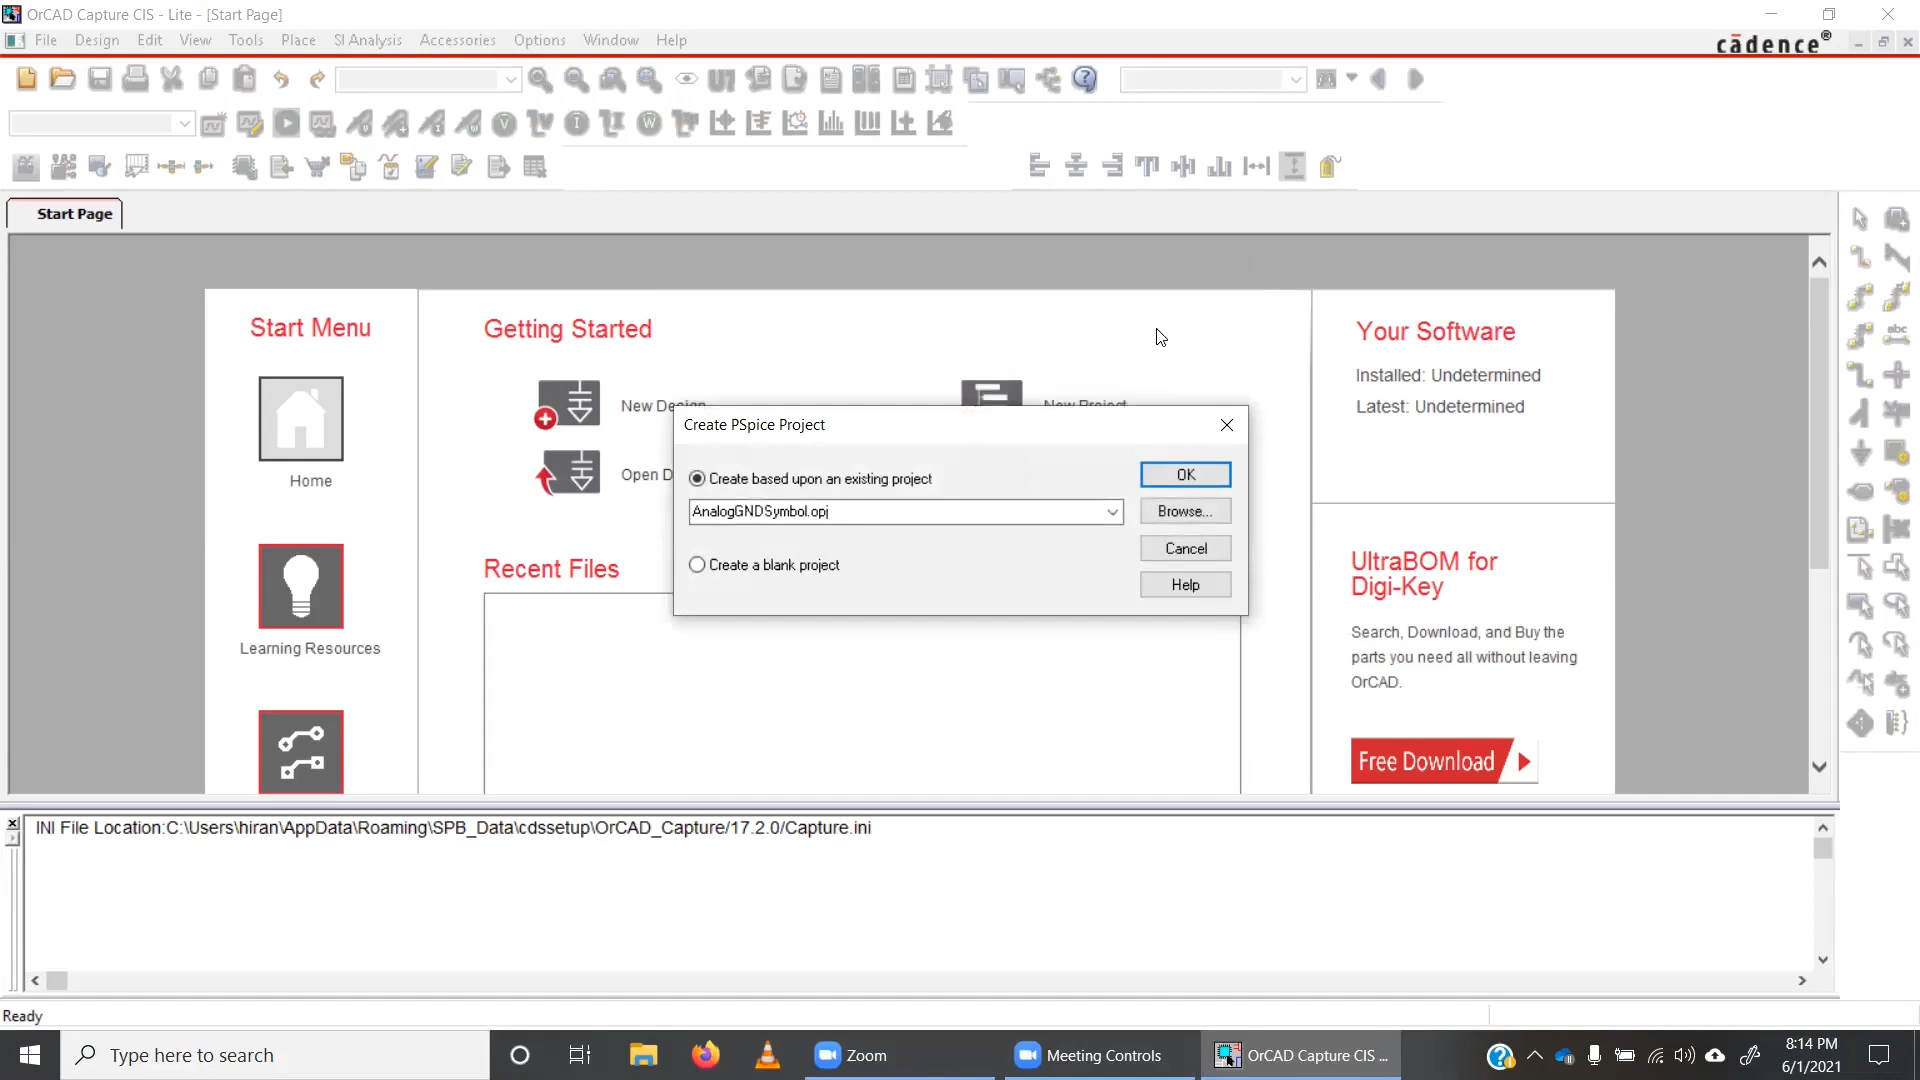 OrCAD Capture CIS - Lite - [Start Page]
File Design Edit View Tools Place SI Analysis Accessories Options Window Help
cādence®
Start Page
Start Menu
Home
Learning Resources
Getting Started
New Design
New Project
Open D
Recent Files
Create PSpice Project
Create based upon an existing project
AnalogGNDSymbol.opj
Create a blank project
OK
Browse...
Cancel
Help
Your Software
Installed: Undetermined
Latest: Undetermined
UltraBOM for
Digi-Key
Search, Download, and Buy the
parts you need all without leaving
OrCAD.
Free Download
INI File Location:C:\Users\hiran\AppData\Roaming\SPB_Data\cdssetup\OrCAD_Capture/17.2.0/Capture.ini
Ready
Type here to search
Zoom
Meeting Controls
OrCAD Capture CIS ...
8:14 PM
6/1/2021